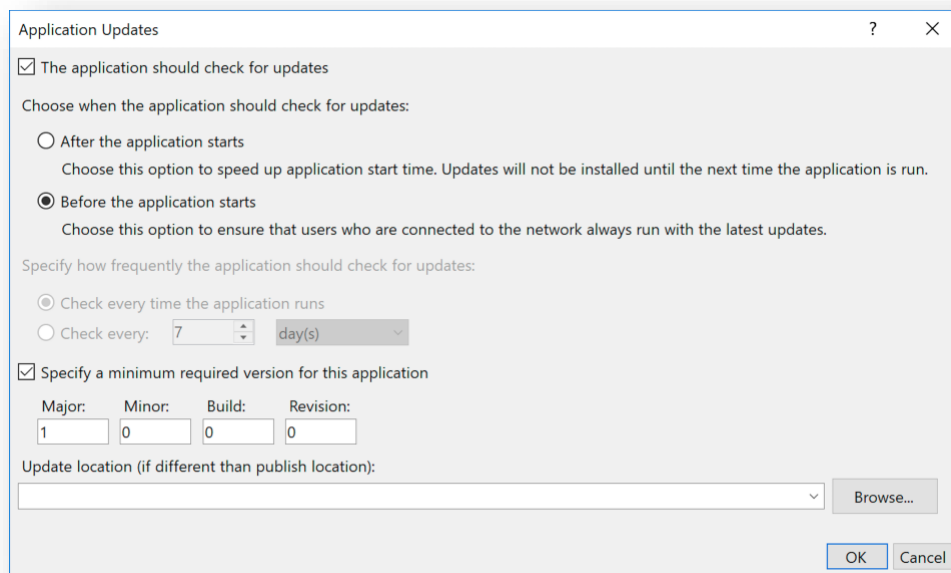 Application Updates ?
The application should check for updates
Choose when the application should check for updates:
After the application starts
Choose this option to speed up application start time. Updates will not be installed until the next time the application is run.
Before the application starts
Choose this option to ensure that users who are connected to the network always run with the latest updates.
Specify how frequently the application should check for updates:
Check every time the application runs
Check every: 7 day(s)
Specify a minimum required version for this application
Major: Minor: Build: Revision:
1 0 0 0
Update location (if different than publish location):
Browse...
OK Cancel